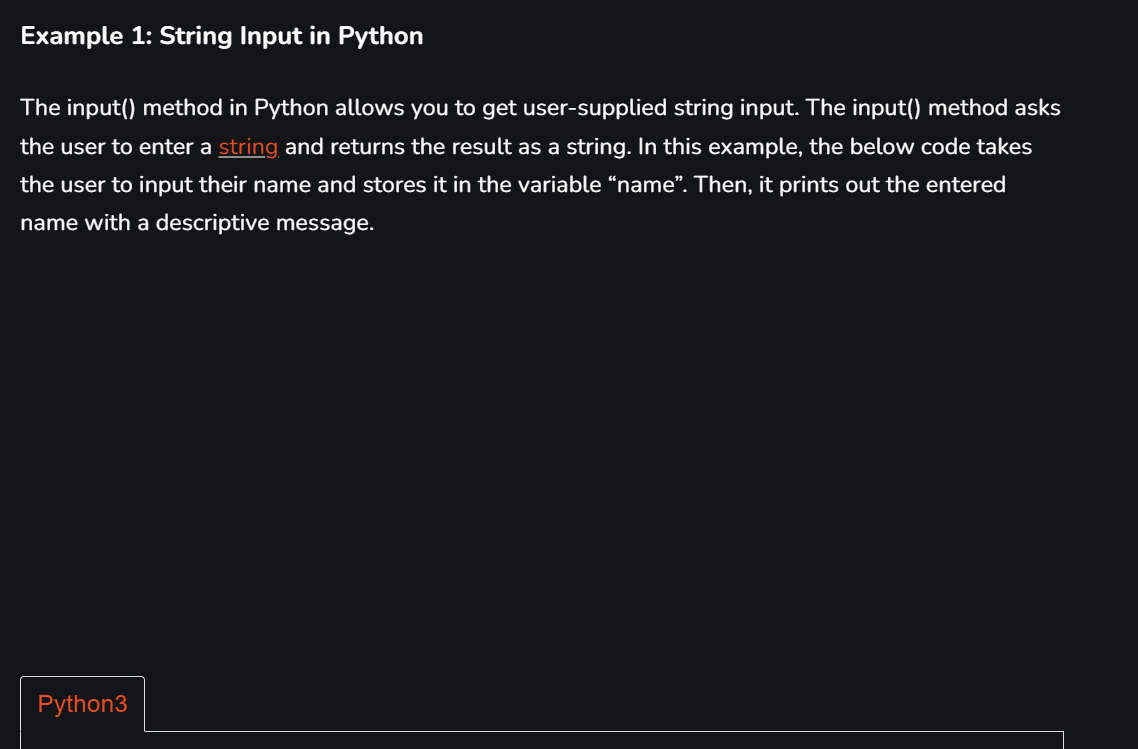 Example 1: String Input in Python
The input() method in Python allows you to get user-supplied string input. The input() method asks
the user to enter a string and returns the result as a string. In this example, the below code takes
the user to input their name and stores it in the variable “name”. Then, it prints out the entered
name with a descriptive message.
Python3